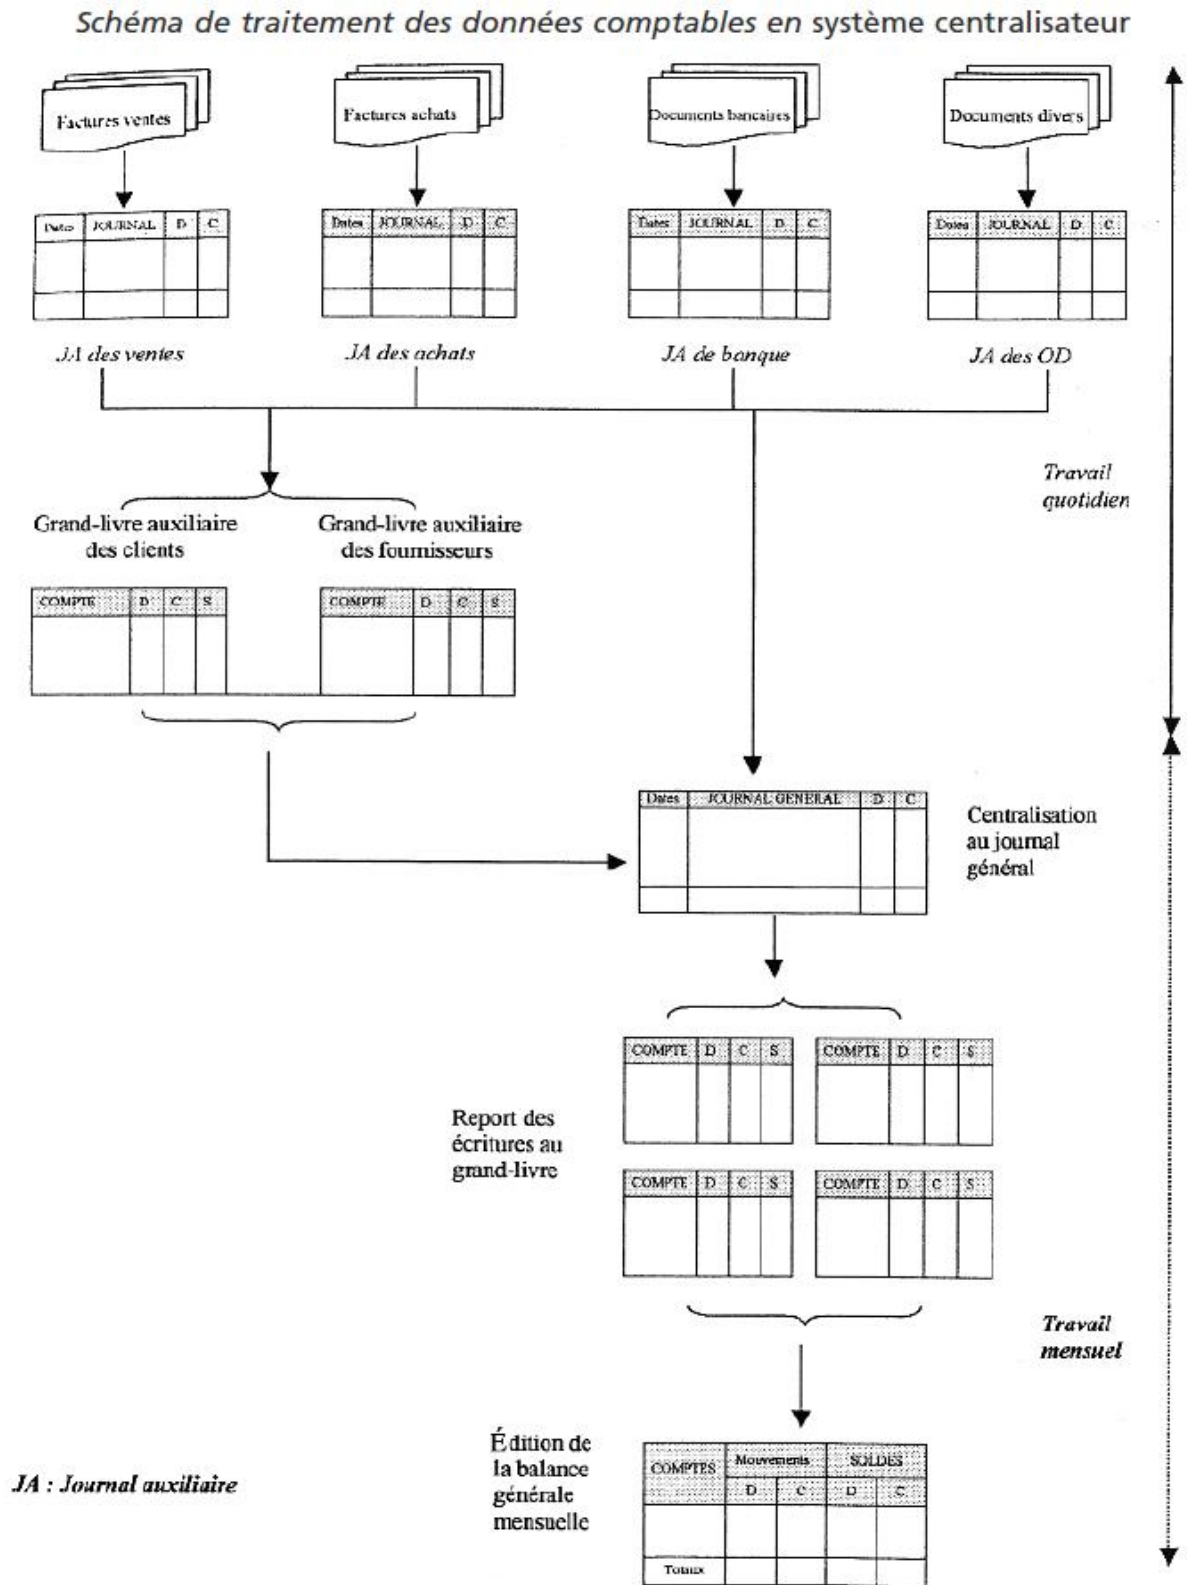 Schéma de traitement des données comptables en système centralisateur
Factures ventes
Factures achats
Documents bancaires
Documents divers
Dates JOURNAL D C
Dates JOURNAL D C
Dates JOURNAL D C
Dates JOURNAL D C
JA des ventes
JA des achats
JA de banque
JA des OD
Travail
quotidien
Grand-livre auxiliaire
des clients
Grand-livre auxiliaire
des fournisseurs
COMPTE D C S
COMPTE D C S
Dates JOURNAL GENERAL D C
Centralisation
au journal
général
COMPTE D C S
COMPTE D C S
Report des
écritures au
grand-livre
COMPTE D C S
COMPTE D C S
Travail
mensuel
Édition de
la balance
générale
mensuelle
COMPTES Mouvements SOLDES
D C D C
Totaux
JA : Journal auxiliaire